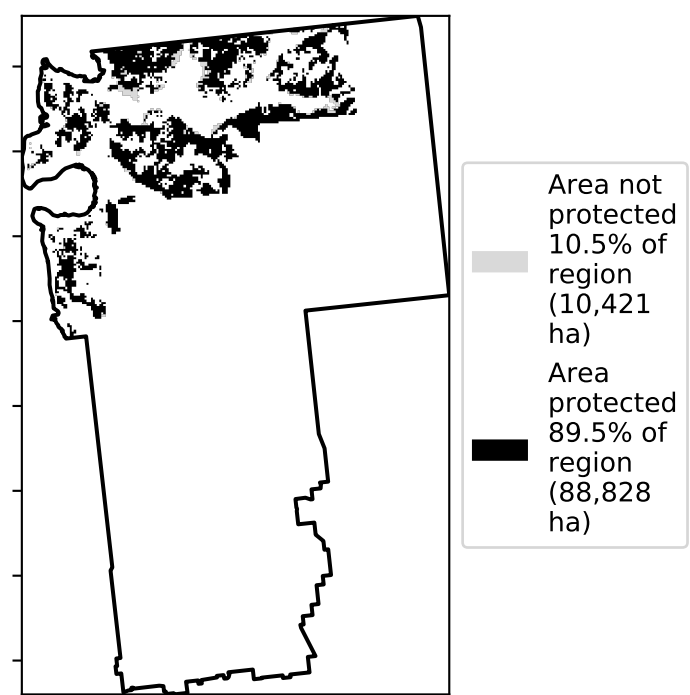 Area not
protected
10.5% of
region
(10,421
ha)
Area
protected
89.5% of
region
(88,828
ha)